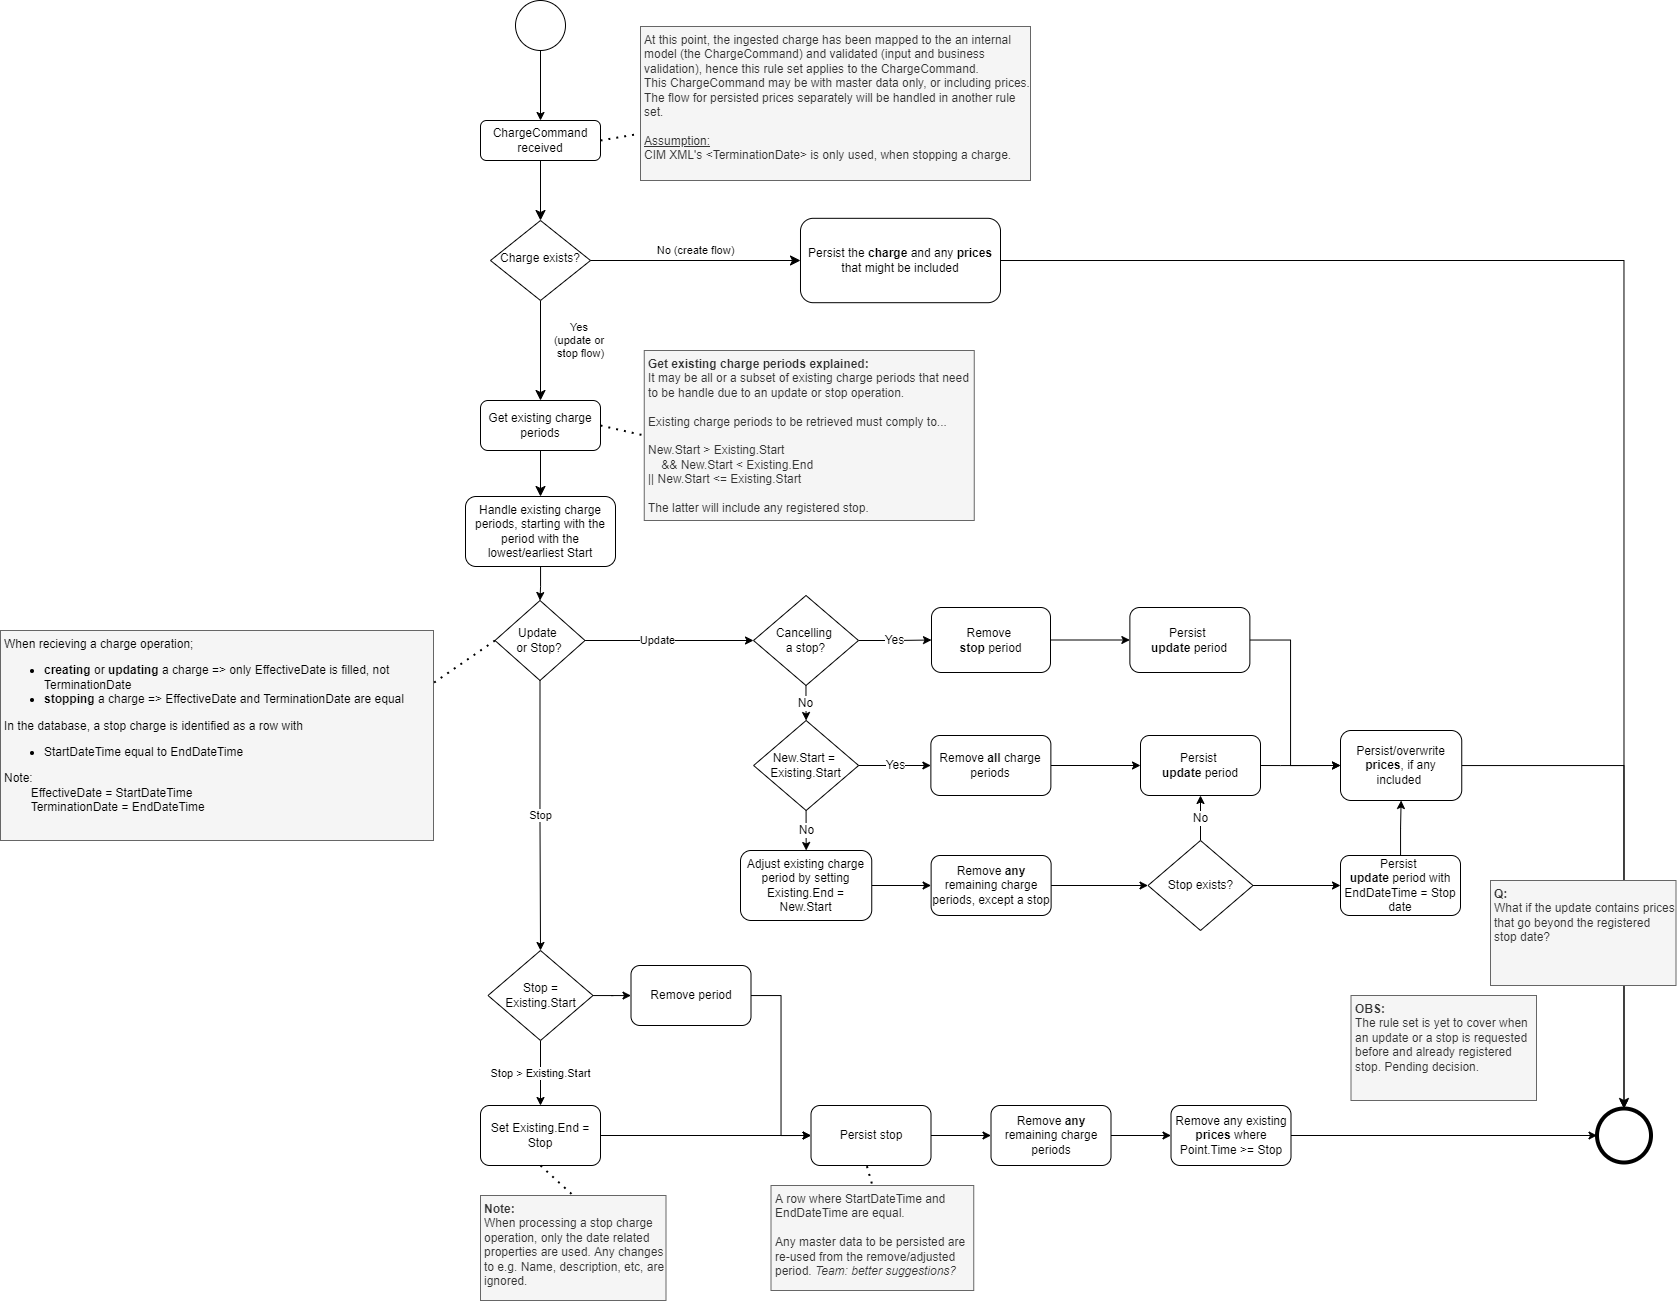 At this point, the ingested charge has been mapped to the an internal
model (the ChargeCommand) and validated (input and business
validation), hence this rule set applies to the ChargeCommand.
This ChargeCommand may be with master data only, or including prices.
The flow for persisted prices separately will be handled in another rule
set.
Assumption:
CIM XML's <TerminationDate> is only used, when stopping a charge.
ChargeCommand
received
Charge exists?
No (create flow)
Persist the charge and any prices
that might be included
Yes
(update or
stop flow)
Get existing charge periods explained:
It may be all or a subset of existing charge periods that need
to be handle due to an update or stop operation.
Existing charge periods to be retrieved must comply to...
New.Start > Existing.Start
&& New.Start < Existing.End
|| New.Start <= Existing.Start
The latter will include any registered stop.
Get existing charge
periods
Handle existing charge
periods, starting with the
period with the
lowest/earliest Start
When recieving a charge operation;
• creating or updating a charge => only EffectiveDate is filled, not
TerminationDate
• stopping a charge => EffectiveDate and TerminationDate are equal
In the database, a stop charge is identified as a row with
• StartDateTime equal to EndDateTime
Note:
EffectiveDate = StartDateTime
TerminationDate = EndDateTime
Update
or Stop?
Update
Cancelling
a stop?
Yes
Remove
stop period
Persist
update period
No
New.Start =
Existing.Start
Yes
Remove all charge
periods
Persist
update period
Persist/overwrite
prices, if any
included
Stop
No
No
Adjust existing charge
period by setting
Existing.End =
New.Start
Remove any
remaining charge
periods, except a stop
Stop exists?
Persist
update period with
EndDateTime = Stop
date
Q:
What if the update contains prices
that go beyond the registered
stop date?
Stop =
Existing.Start
Remove period
OBS:
The rule set is yet to cover when
an update or a stop is requested
before and already registered
stop. Pending decision.
Stop > Existing.Start
Set Existing.End =
Stop
Persist stop
Remove any
remaining charge
periods
Remove any existing
prices where
Point.Time >= Stop
Note:
When processing a stop charge
operation, only the date related
properties are used. Any changes
to e.g. Name, description, etc, are
ignored.
A row where StartDateTime and
EndDateTime are equal.
Any master data to be persisted are
re-used from the remove/adjusted
period. Team: better suggestions?